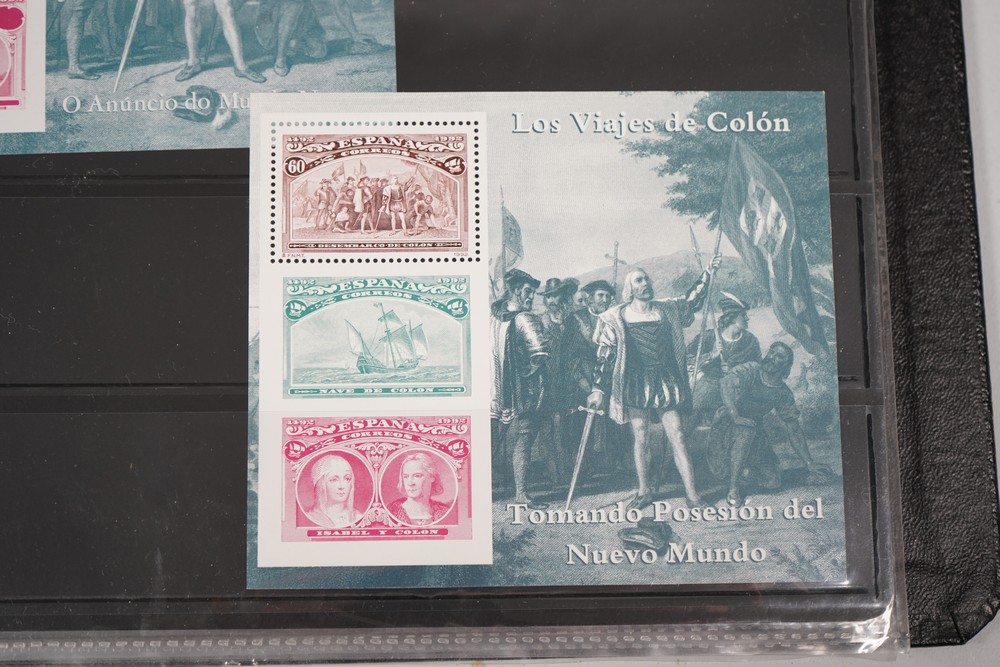 O Anúncio do Mu
Los Viajes de Colón
1492 1992
ESPAÑA
CORREOS
60
DESEMBARCO DE COLON
F.N.M.T. 1992
1492 1992
ESPAÑA
CORREOS
NAVE DE COLON
1492 1992
ESPAÑA
CORREOS
ISABEL Y COLON
Tomando Posesión del
Nuevo Mundo